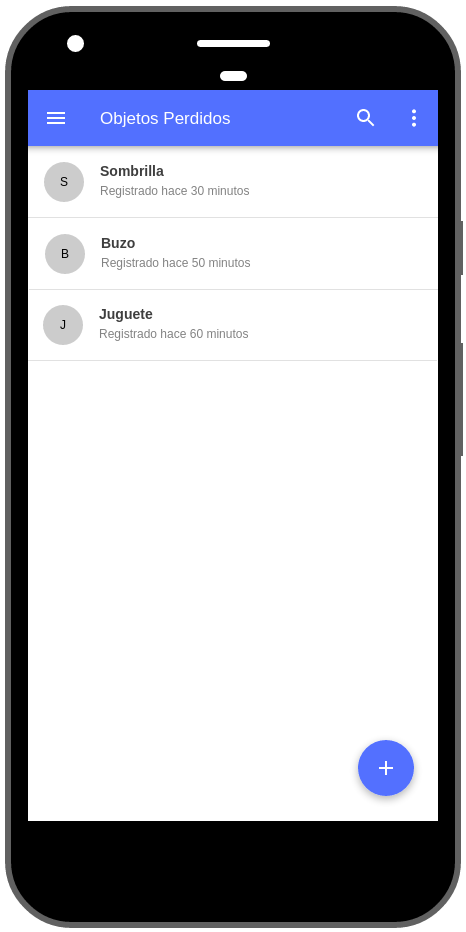 Objetos Perdidos
S
Sombrilla
Registrado hace 30 minutos
B
Buzo
Registrado hace 50 minutos
J
Juguete
Registrado hace 60 minutos